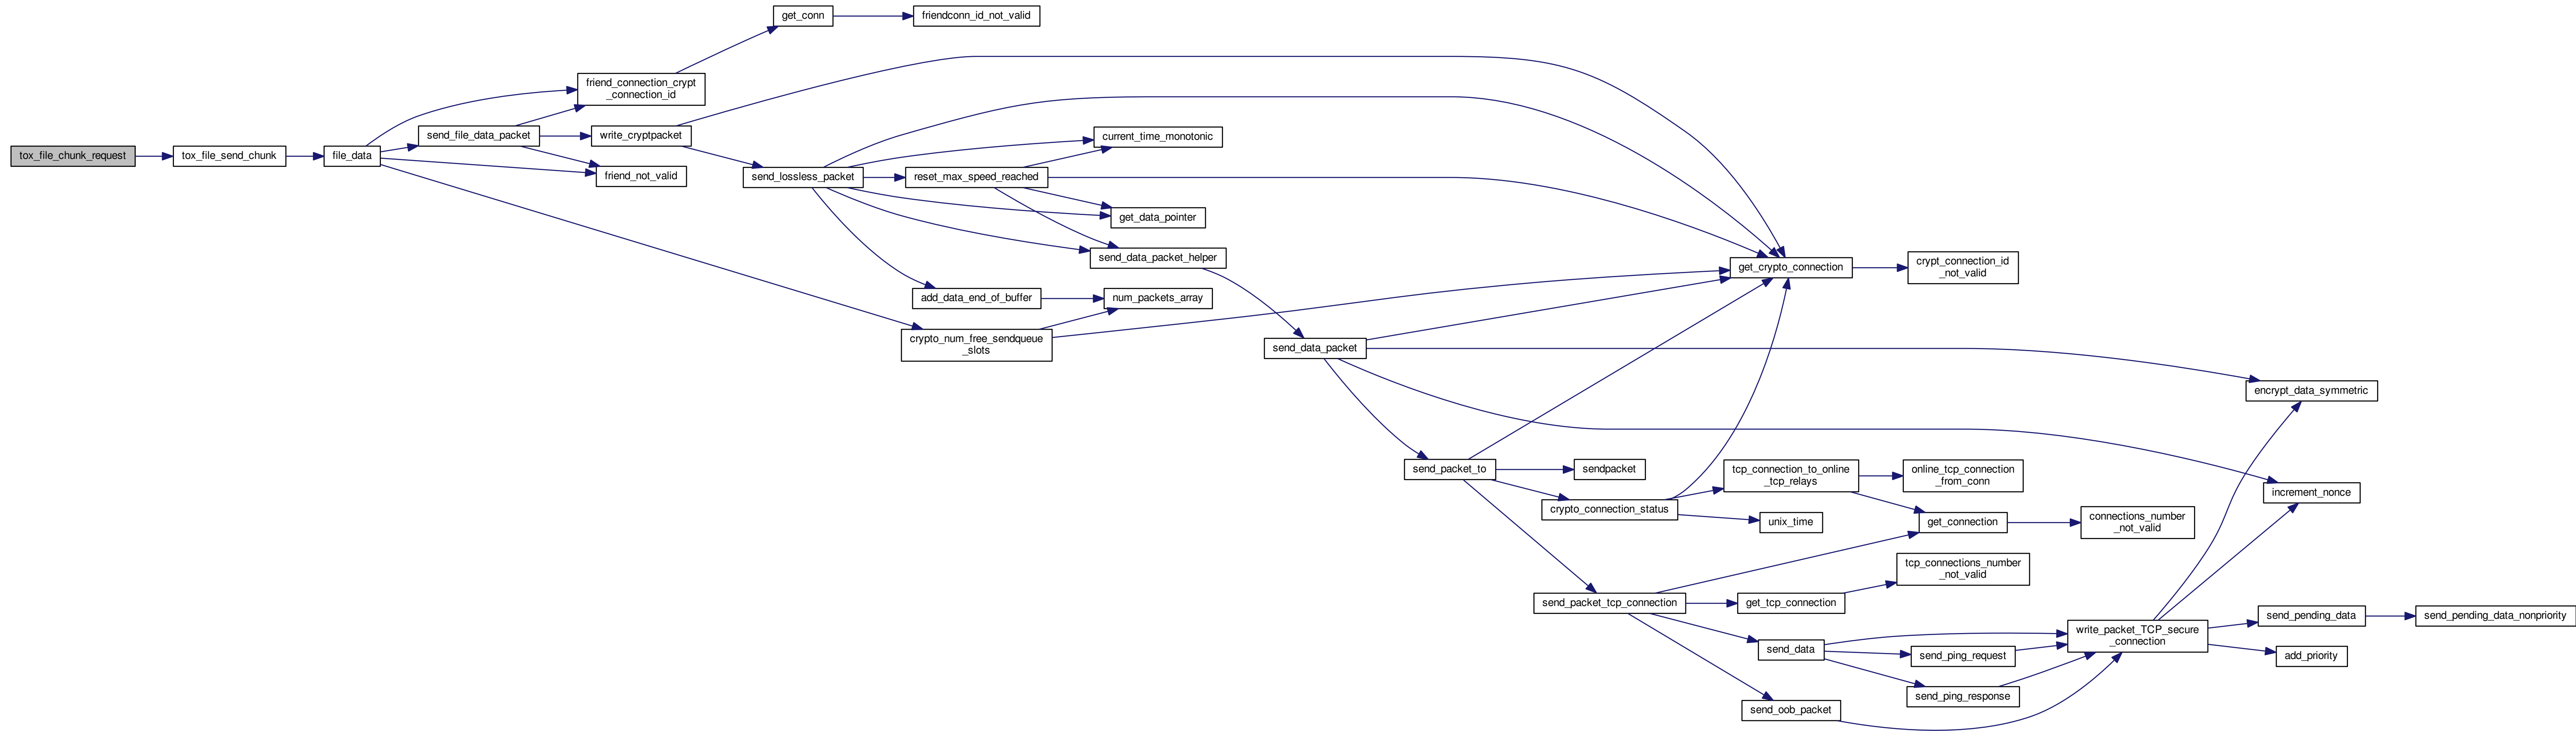 get_conn
friendconn_id_not_valid
friend_connection_crypt
_connection_id
send_file_data_packet
write_cryptpacket
current_time_monotonic
tox_file_chunk_request
tox_file_send_chunk
file_data
friend_not_valid
send_lossless_packet
reset_max_speed_reached
get_data_pointer
send_data_packet_helper
get_crypto_connection
crypt_connection_id
_not_valid
add_data_end_of_buffer
num_packets_array
crypto_num_free_sendqueue
_slots
send_data_packet
encrypt_data_symmetric
send_packet_to
sendpacket
tcp_connection_to_online
_tcp_relays
online_tcp_connection
_from_conn
increment_nonce
crypto_connection_status
unix_time
get_connection
connections_number
_not_valid
tcp_connections_number
_not_valid
send_packet_tcp_connection
get_tcp_connection
send_pending_data
send_pending_data_nonpriority
write_packet_TCP_secure
_connection
send_data
send_ping_request
add_priority
send_ping_response
send_oob_packet